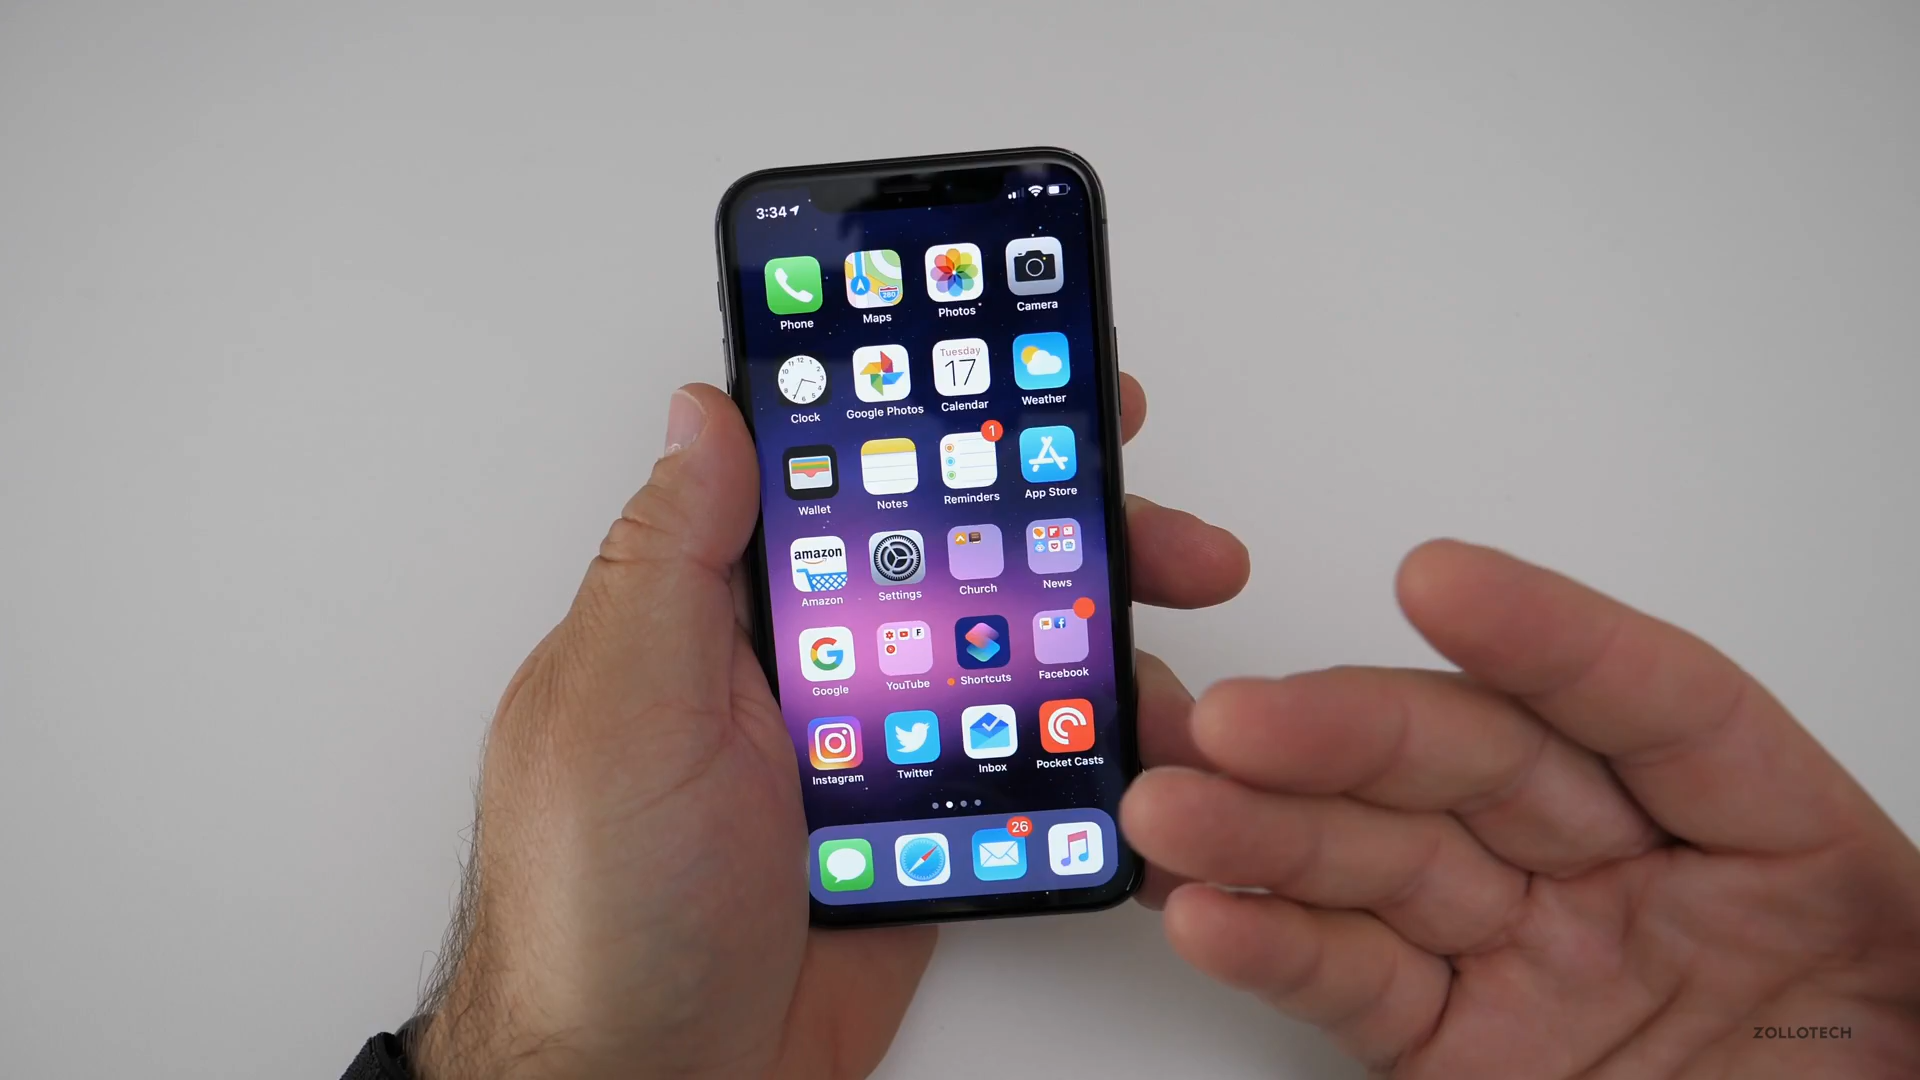 3:34
Phone
Maps
Photos
Camera
Clock
Google Photos
Tuesday
17
Calendar
Weather
Wallet
Notes
1
Reminders
App Store
amazon
Amazon
Settings
Church
News
Google
YouTube
Shortcuts
Facebook
Instagram
Twitter
Inbox
Pocket Casts
26
ZOLLOTECH